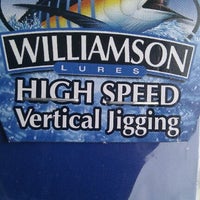 WILLIAMSON
LURES
HIGH SPEED
Vertical Jigging